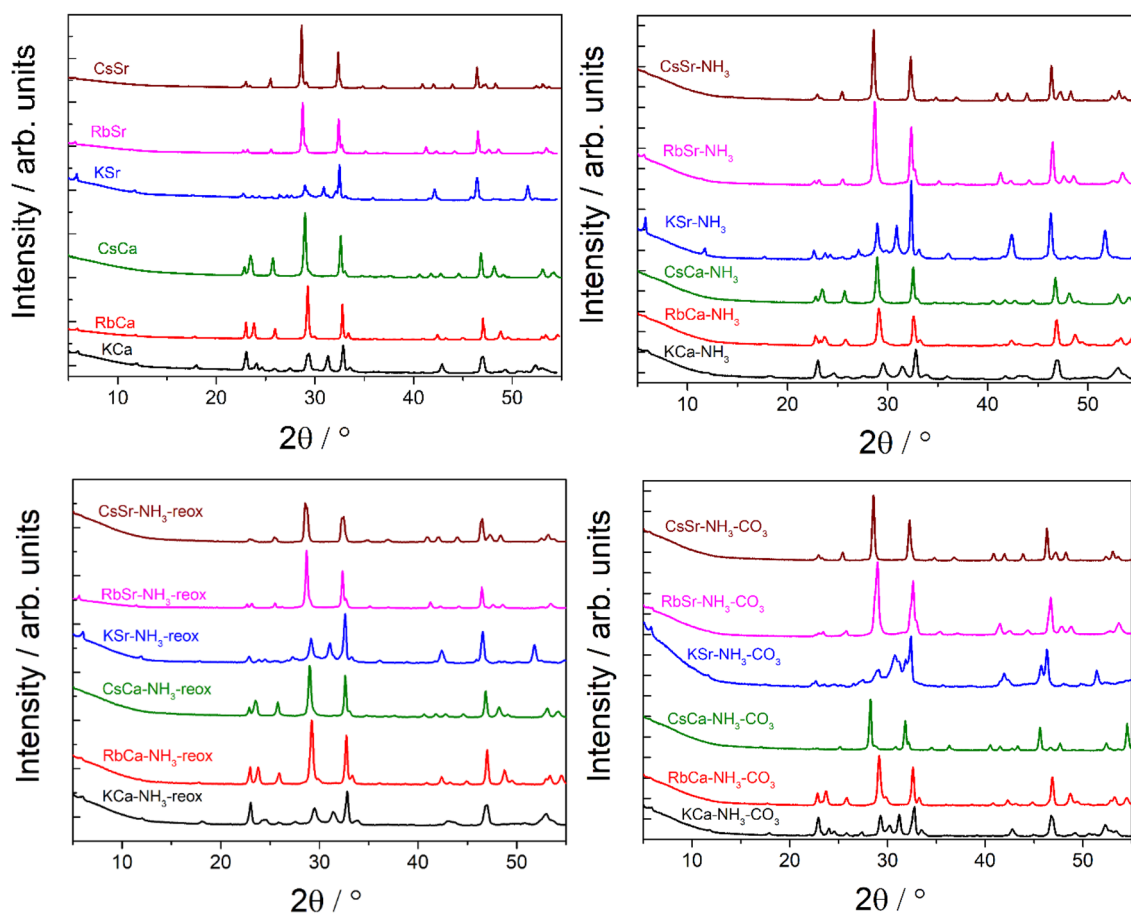 Intensity / arb. units
CsSr
RbSr
KSr
CsCa
RbCa
KCa
10 20 30 40 50
2θ / °
Intensity / arb. units
CsSr-NH₃
RbSr-NH₃
KSr-NH₃
CsCa-NH₃
RbCa-NH₃
KCa-NH₃
10 20 30 40 50
2θ / °
Intensity / arb. units
CsSr-NH₃-reox
RbSr-NH₃-reox
KSr-NH₃-reox
CsCa-NH₃-reox
RbCa-NH₃-reox
KCa-NH₃-reox
10 20 30 40 50
2θ / °
Intensity / arb. units
CsSr-NH₃-CO₃
RbSr-NH₃-CO₃
KSr-NH₃-CO₃
CsCa-NH₃-CO₃
RbCa-NH₃-CO₃
KCa-NH₃-CO₃
10 20 30 40 50
2θ / °